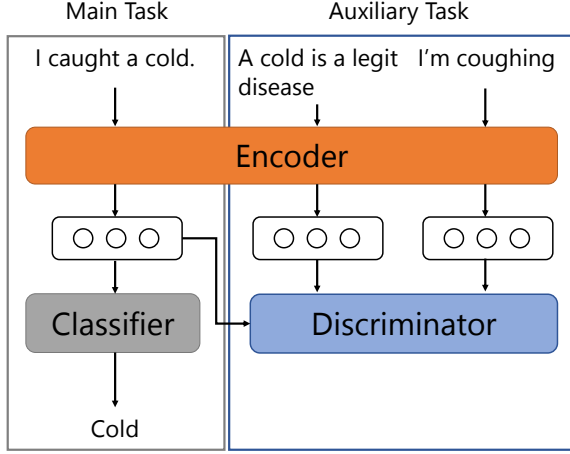 Main Task
Auxiliary Task
I caught a cold.
A cold is a legit
disease
I'm coughing
Encoder
Classifier
Discriminator
Cold